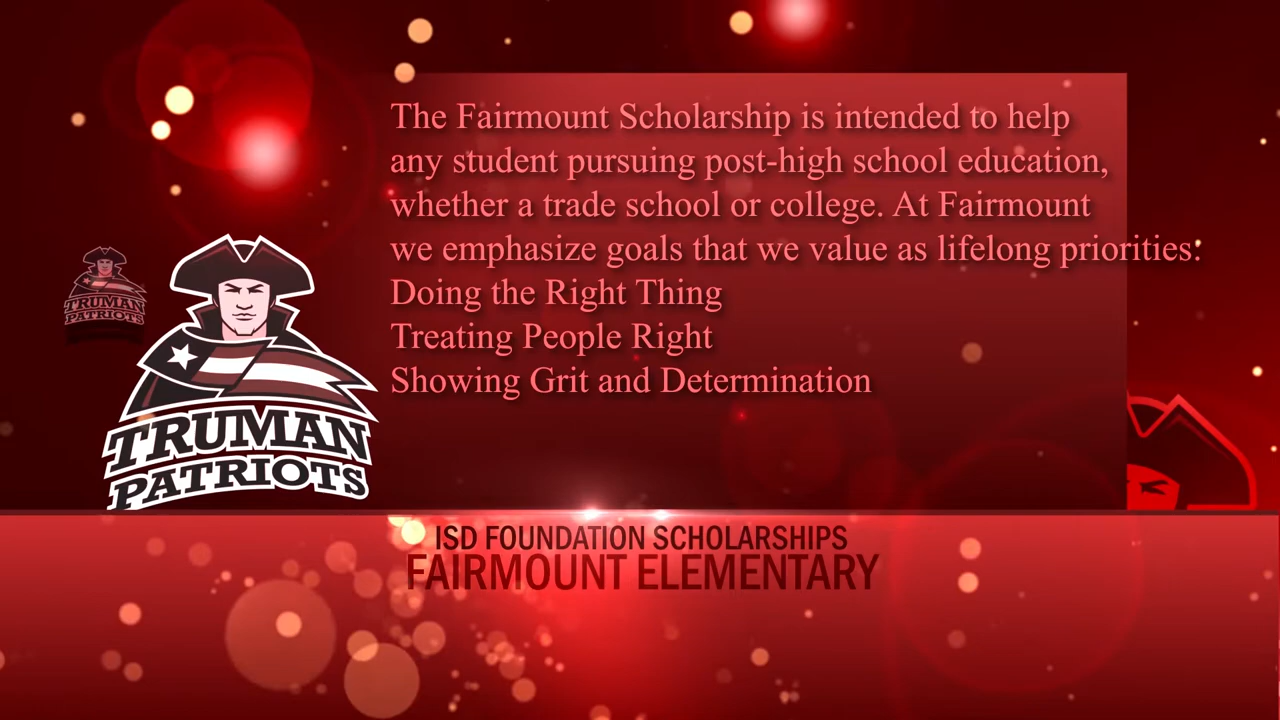 The Fairmount Scholarship is intended to help
any student pursuing post-high school education,
whether a trade school or college. At Fairmount
we emphasize goals that we value as lifelong priorities:
Doing the Right Thing
Treating People Right
Showing Grit and Determination
TRUMAN
PATRIOTS
TRUMAN
PATRIOTS
ISD FOUNDATION SCHOLARSHIPS
FAIRMOUNT ELEMENTARY